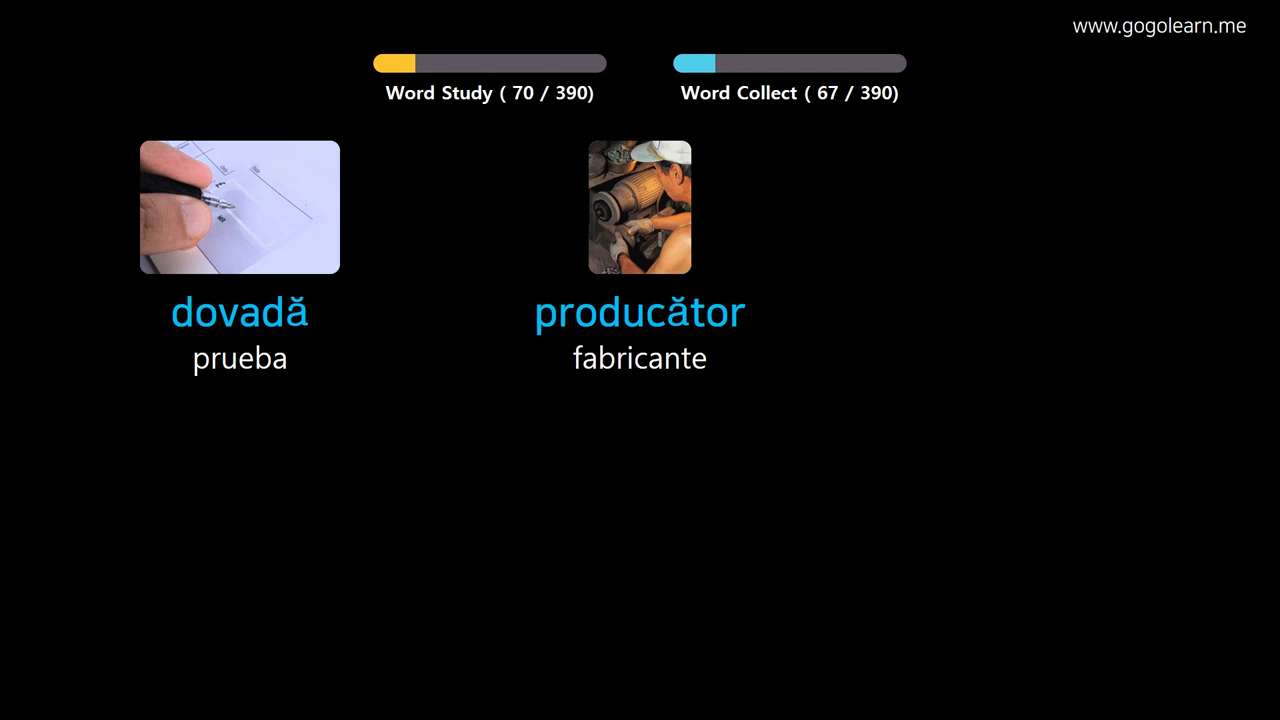 www.gogolearn.me
Word Study ( 70 / 390)
Word Collect ( 67 / 390)
dovadă
producător
prueba
fabricante